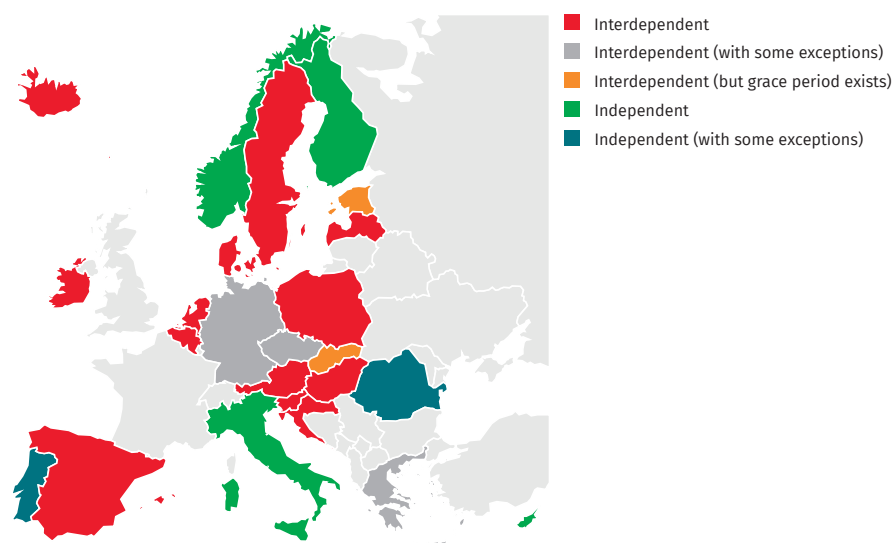 Interdependent
Interdependent (with some exceptions)
Interdependent (but grace period exists)
Independent
Independent (with some exceptions)